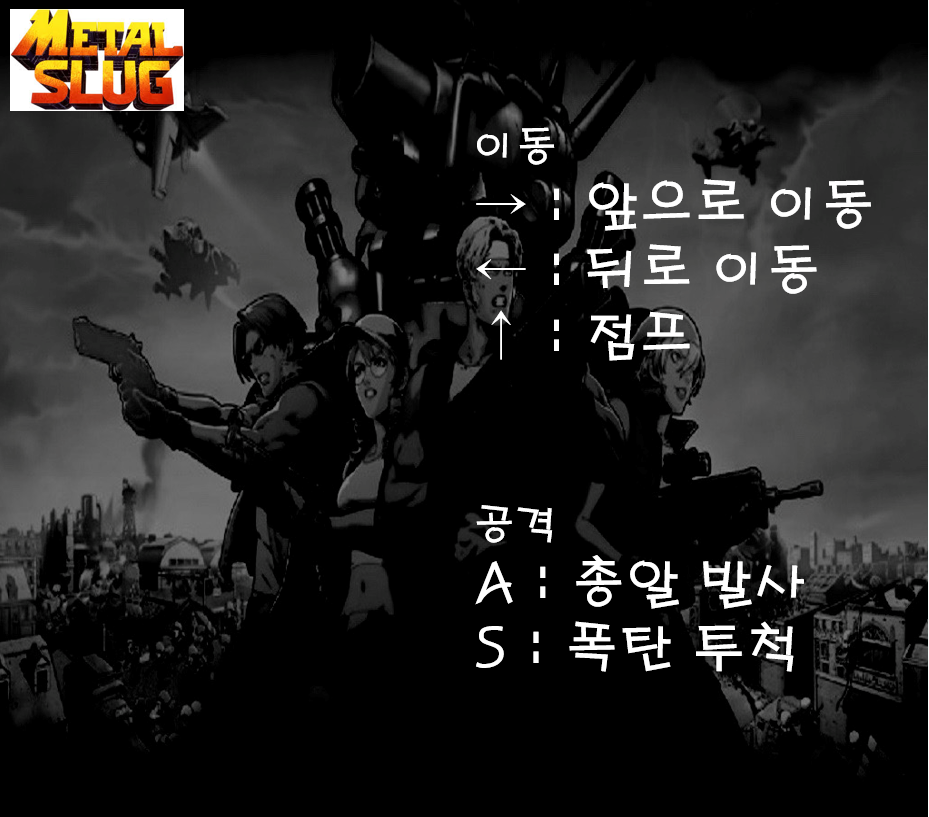 METAL
SLUG
이동
→ : 앞으로 이동
← : 뒤로 이동
↑ : 점프
공격
A : 총알 발사
S : 폭탄 투척